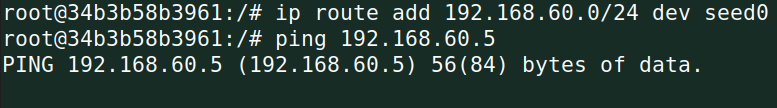 root@34b3b58b3961:/# ip route add 192.168.60.0/24 dev seed0
root@34b3b58b3961:/# ping 192.168.60.5
PING 192.168.60.5 (192.168.60.5) 56(84) bytes of data.